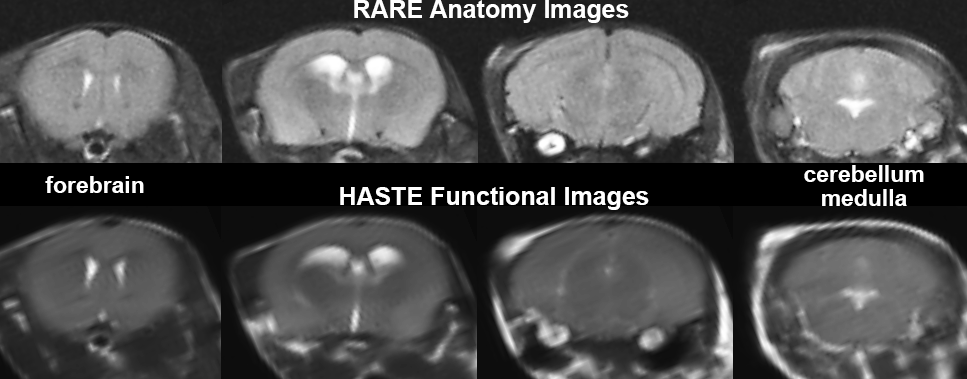 RARE Anatomy Images
forebrain
HASTE Functional Images
cerebellum
medulla